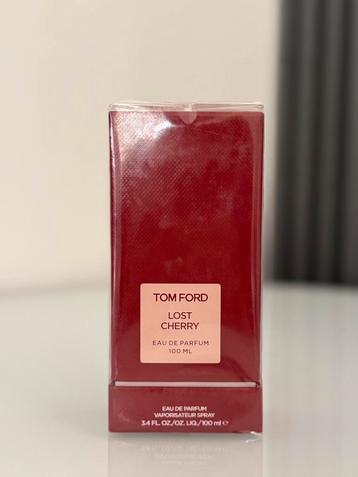 TOM FORD
LOST
CHERRY
EAU DE PARFUM
100 ML
EAU DE PARFUM
VAPORISATEUR SPRAY
3.4 FL. OZ/OZ. LIQ./100 ml ℮